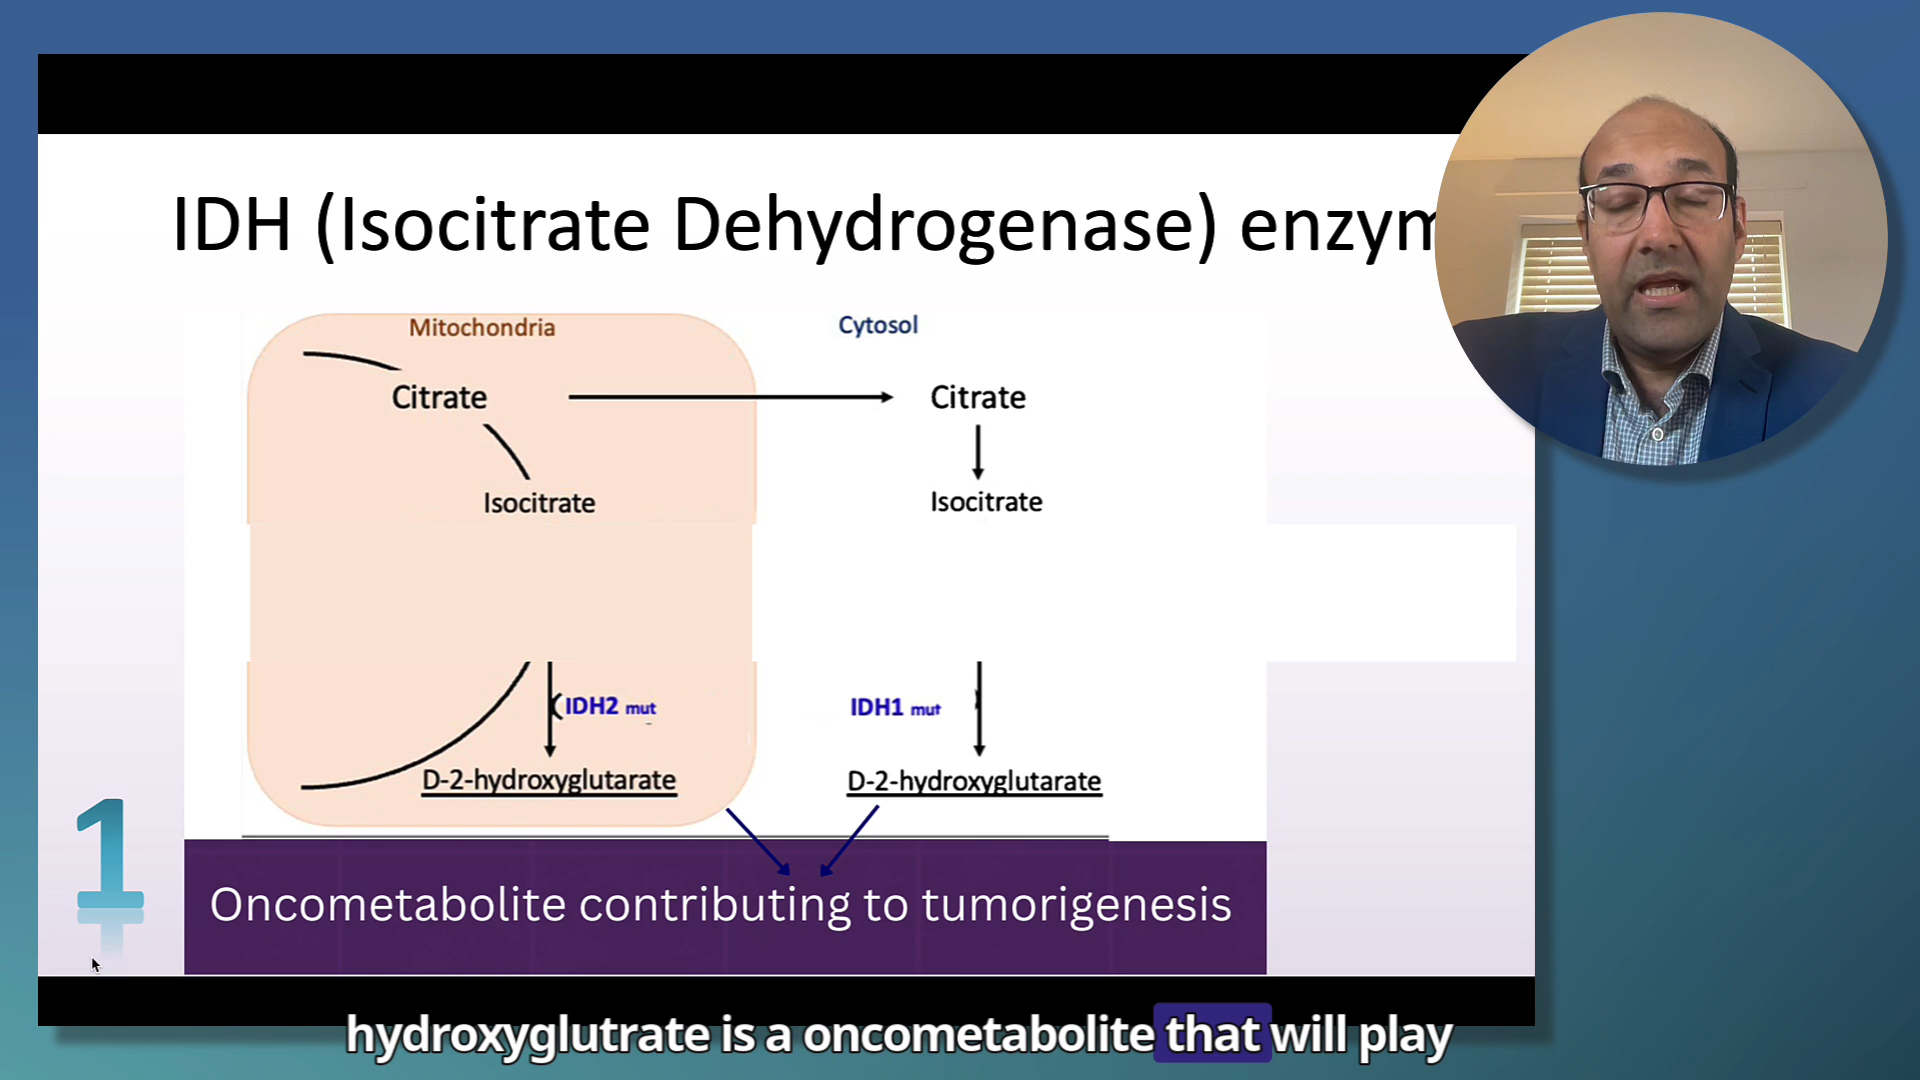 IDH (Isocitrate Dehydrogenase) enzym
Mitochondria
Cytosol
Citrate
Citrate
Isocitrate
Isocitrate
IDH2 mut
IDH1 mut
D-2-hydroxyglutarate
D-2-hydroxyglutarate
1
Oncometabolite contributing to tumorigenesis
hydroxyglutrate is a oncometabolite that will play